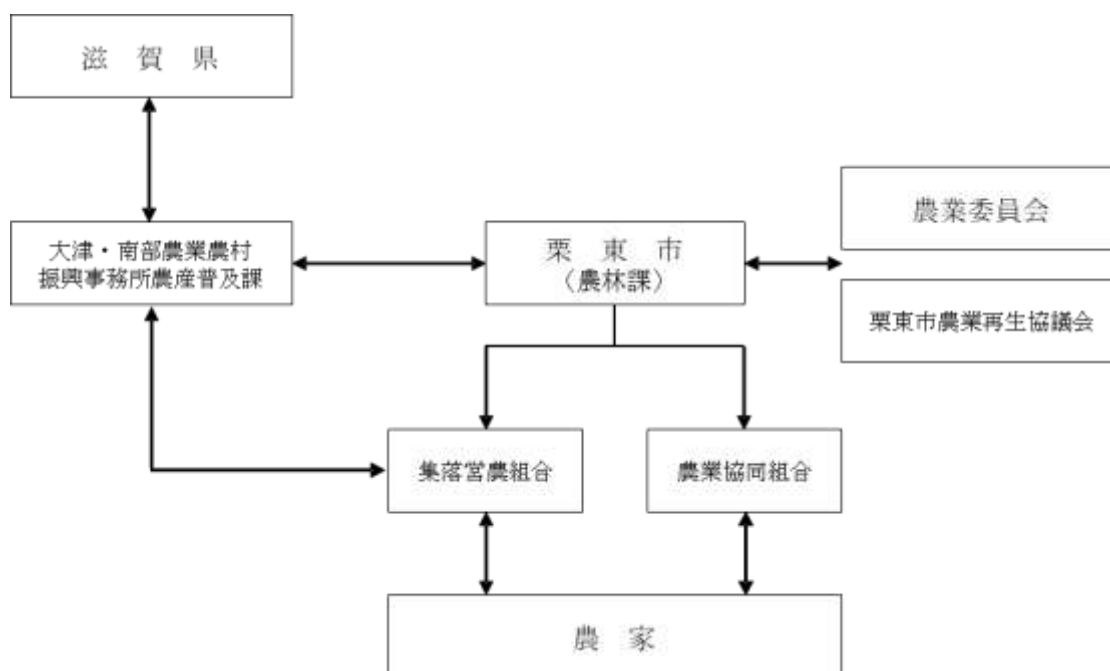 滋　賀　県
農業委員会
大津・南部農業農村
振興事務所農産普及課
栗　東　市
（農林課）
栗東市農業再生協議会
集落営農組合
農業協同組合
農　家